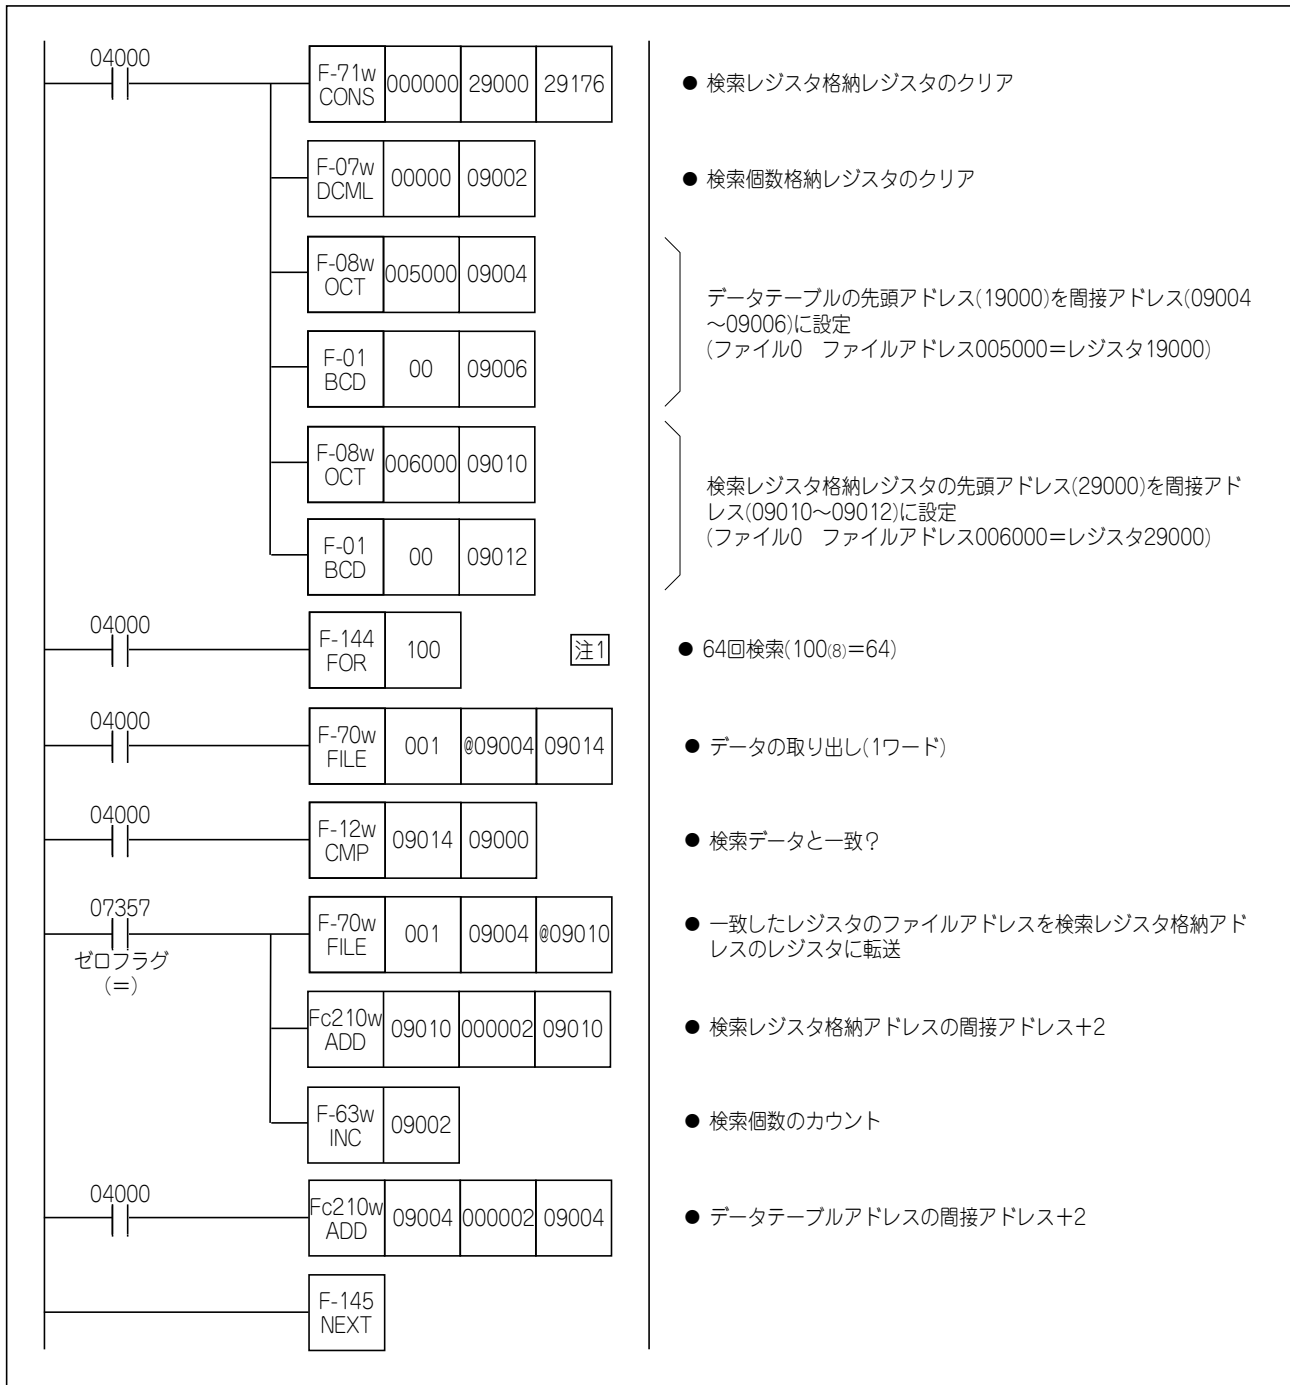 04000
F-71w
CONS
000000
29000
29176
● 検索レジスタ格納レジスタのクリア
F-07w
DCML
00000
09002
● 検索個数格納レジスタのクリア
F-08w
OCT
005000
09004
データテーブルの先頭アドレス(19000)を間接アドレス(09004
～09006)に設定
(ファイル0　ファイルアドレス005000＝レジスタ19000)
F-01
BCD
00
09006
F-08w
OCT
006000
09010
検索レジスタ格納レジスタの先頭アドレス(29000)を間接アド
レス(09010～09012)に設定
(ファイル0　ファイルアドレス006000＝レジスタ29000)
F-01
BCD
00
09012
04000
F-144
FOR
100
注1
● 64回検索(100(8)＝64)
04000
F-70w
FILE
001
@09004
09014
● データの取り出し(1ワード)
04000
F-12w
CMP
09014
09000
● 検索データと一致？
07357
ゼロフラグ
(＝)
F-70w
FILE
001
09004
@09010
● 一致したレジスタのファイルアドレスを検索レジスタ格納アド
レスのレジスタに転送
Fc210w
ADD
09010
000002
09010
● 検索レジスタ格納アドレスの間接アドレス＋2
F-63w
INC
09002
● 検索個数のカウント
04000
Fc210w
ADD
09004
000002
09004
● データテーブルアドレスの間接アドレス＋2
F-145
NEXT